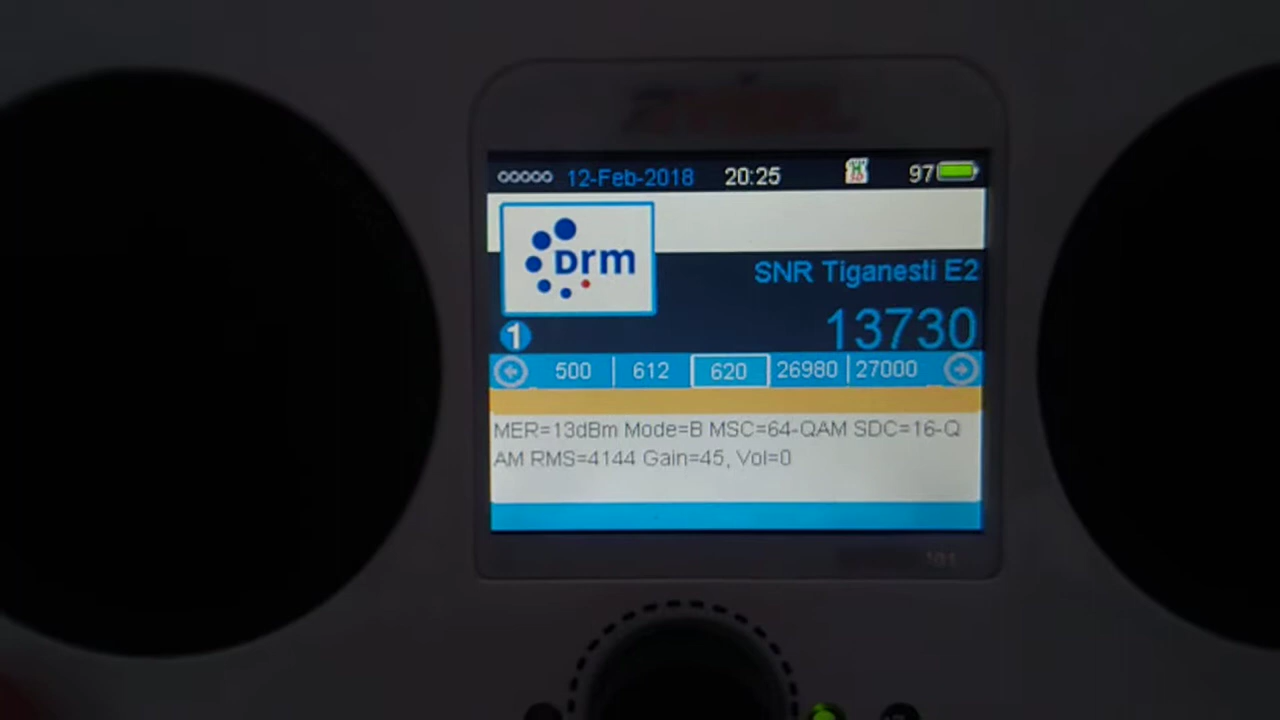 12-Feb-2018 20:25 97
Drm
SNR Tiganesti E2
1 13730
500 612 620 26980 27000
MER=13dBm Mode=B MSC=64-QAM SDC=16-Q
AM RMS=4144 Gain=45, Vol=0